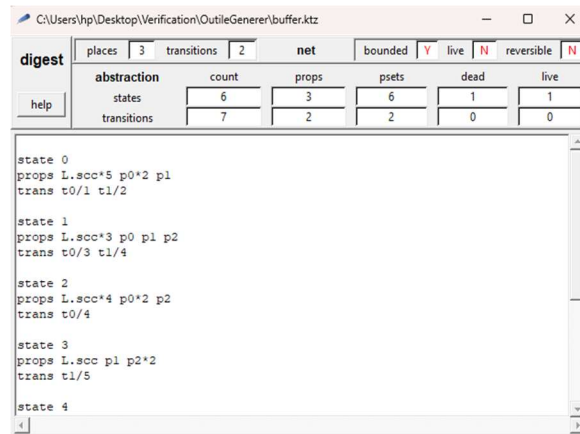 C:\Users\hp\Desktop\Verification\OutileGenerer\buffer.ktz
digest places 3 transitions 2 net bounded Y live N reversible N
abstraction count props psets dead live
help states 6 3 6 1 1
transitions 7 2 2 0 0
state 0
props L.scc*5 p0*2 p1
trans t0/1 t1/2
state 1
props L.scc*3 p0 p1 p2
trans t0/3 t1/4
state 2
props L.scc*4 p0*2 p2
trans t0/4
state 3
props L.scc p1 p2*2
trans t1/5
state 4